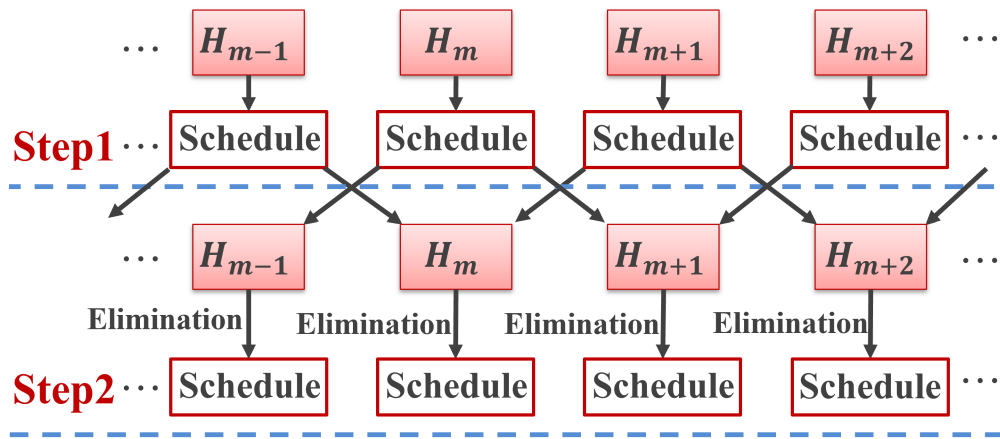 … H_{m−1} H_m H_{m+1} H_{m+2} …
Step1 … Schedule Schedule Schedule Schedule …
… H_{m−1} H_m H_{m+1} H_{m+2} …
Elimination Elimination Elimination Elimination
Step2 … Schedule Schedule Schedule Schedule …